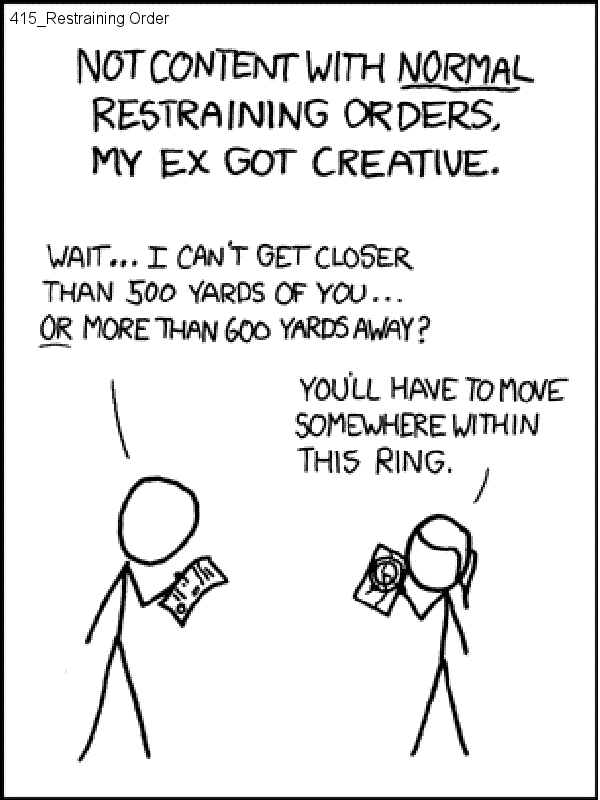 415_Restraining Order
NOT CONTENT WITH NORMAL
RESTRAINING ORDERS,
MY EX GOT CREATIVE.
WAIT... I CAN'T GET CLOSER
THAN 500 YARDS OF YOU...
OR MORE THAN 600 YARDS AWAY?
YOU'LL HAVE TO MOVE
SOMEWHERE WITHIN
THIS RING.